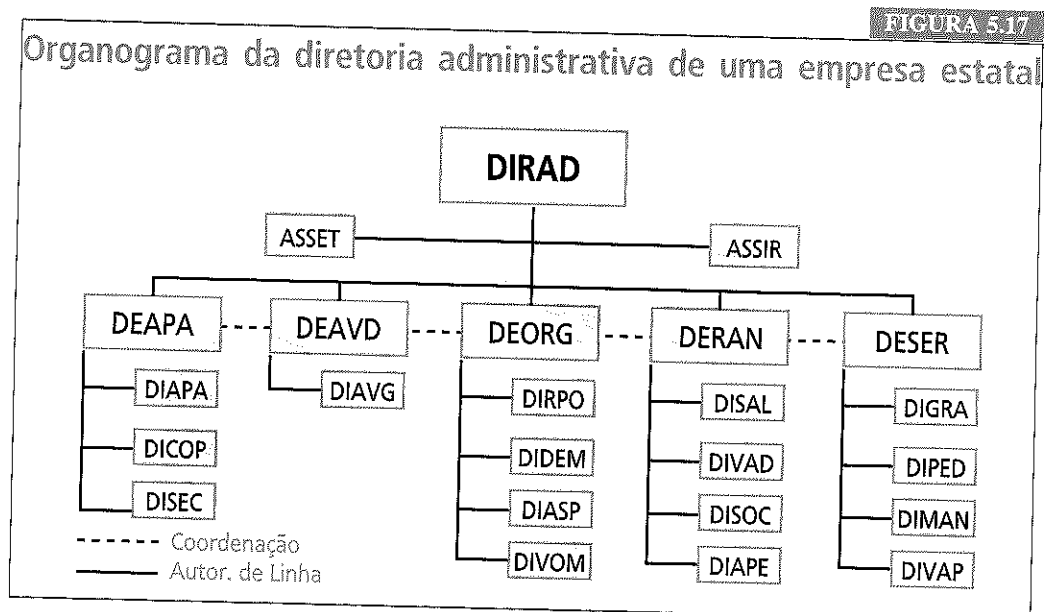 FIGURA 5.17
Organograma da diretoria administrativa de uma empresa estatal
DIRAD
ASSET
ASSIR
DEAPA
DEAVD
DEORG
DERAN
DESER
DIAPA
DICOP
DISEC
DIAVG
DIRPO
DIDEM
DIASP
DIVOM
DISAL
DIVAD
DISOC
DIAPE
DIGRA
DIPED
DIMAN
DIVAP
Coordenação
Autor. de Linha